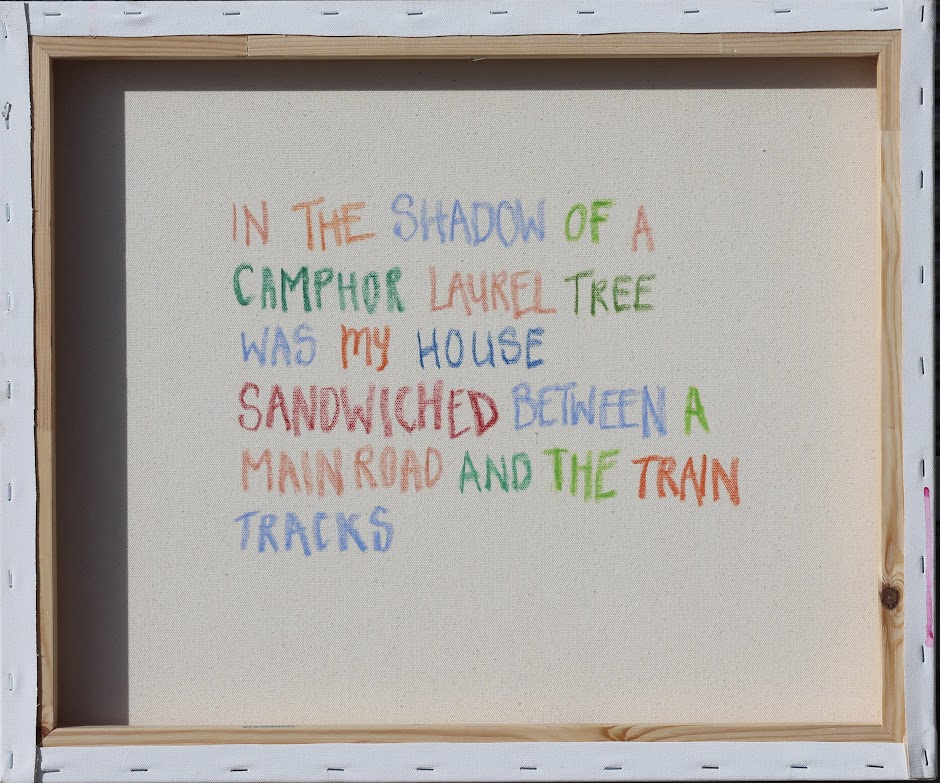 IN THE SHADOW OF A
CAMPHOR LAUREL TREE
WAS MY HOUSE
SANDWICHED BETWEEN A
MAIN ROAD AND THE TRAIN
TRACKS